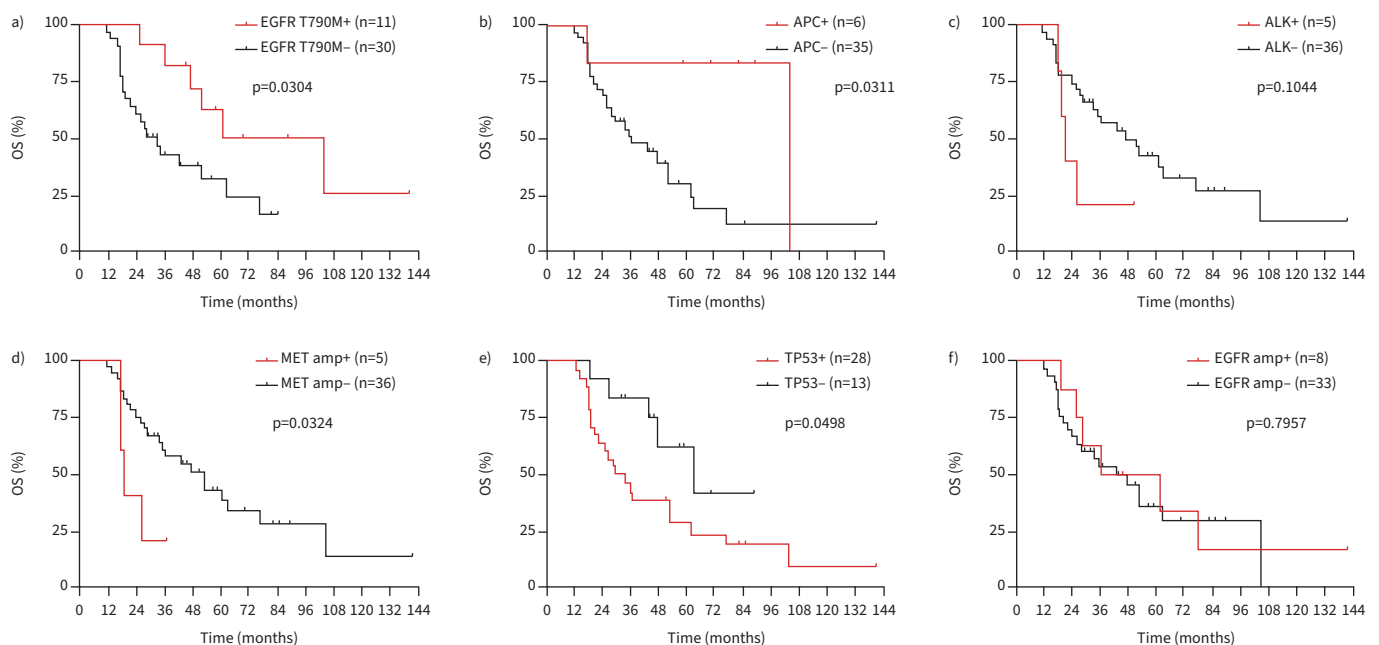 a)
EGFR T790M+ (n=11)
EGFR T790M– (n=30)
p=0.0304
OS (%)
100
75
50
25
0
0 12 24 36 48 60 72 84 96 108 120 132 144
Time (months)
b)
APC+ (n=6)
APC– (n=35)
p=0.0311
OS (%)
100
75
50
25
0
0 12 24 36 48 60 72 84 96 108 120 132 144
Time (months)
c)
ALK+ (n=5)
ALK– (n=36)
p=0.1044
OS (%)
100
75
50
25
0
0 12 24 36 48 60 72 84 96 108 120 132 144
Time (months)
d)
MET amp+ (n=5)
MET amp– (n=36)
p=0.0324
OS (%)
100
75
50
25
0
0 12 24 36 48 60 72 84 96 108 120 132 144
Time (months)
e)
TP53+ (n=28)
TP53– (n=13)
p=0.0498
OS (%)
100
75
50
25
0
0 12 24 36 48 60 72 84 96 108 120 132 144
Time (months)
f)
EGFR amp+ (n=8)
EGFR amp– (n=33)
p=0.7957
OS (%)
100
75
50
25
0
0 12 24 36 48 60 72 84 96 108 120 132 144
Time (months)